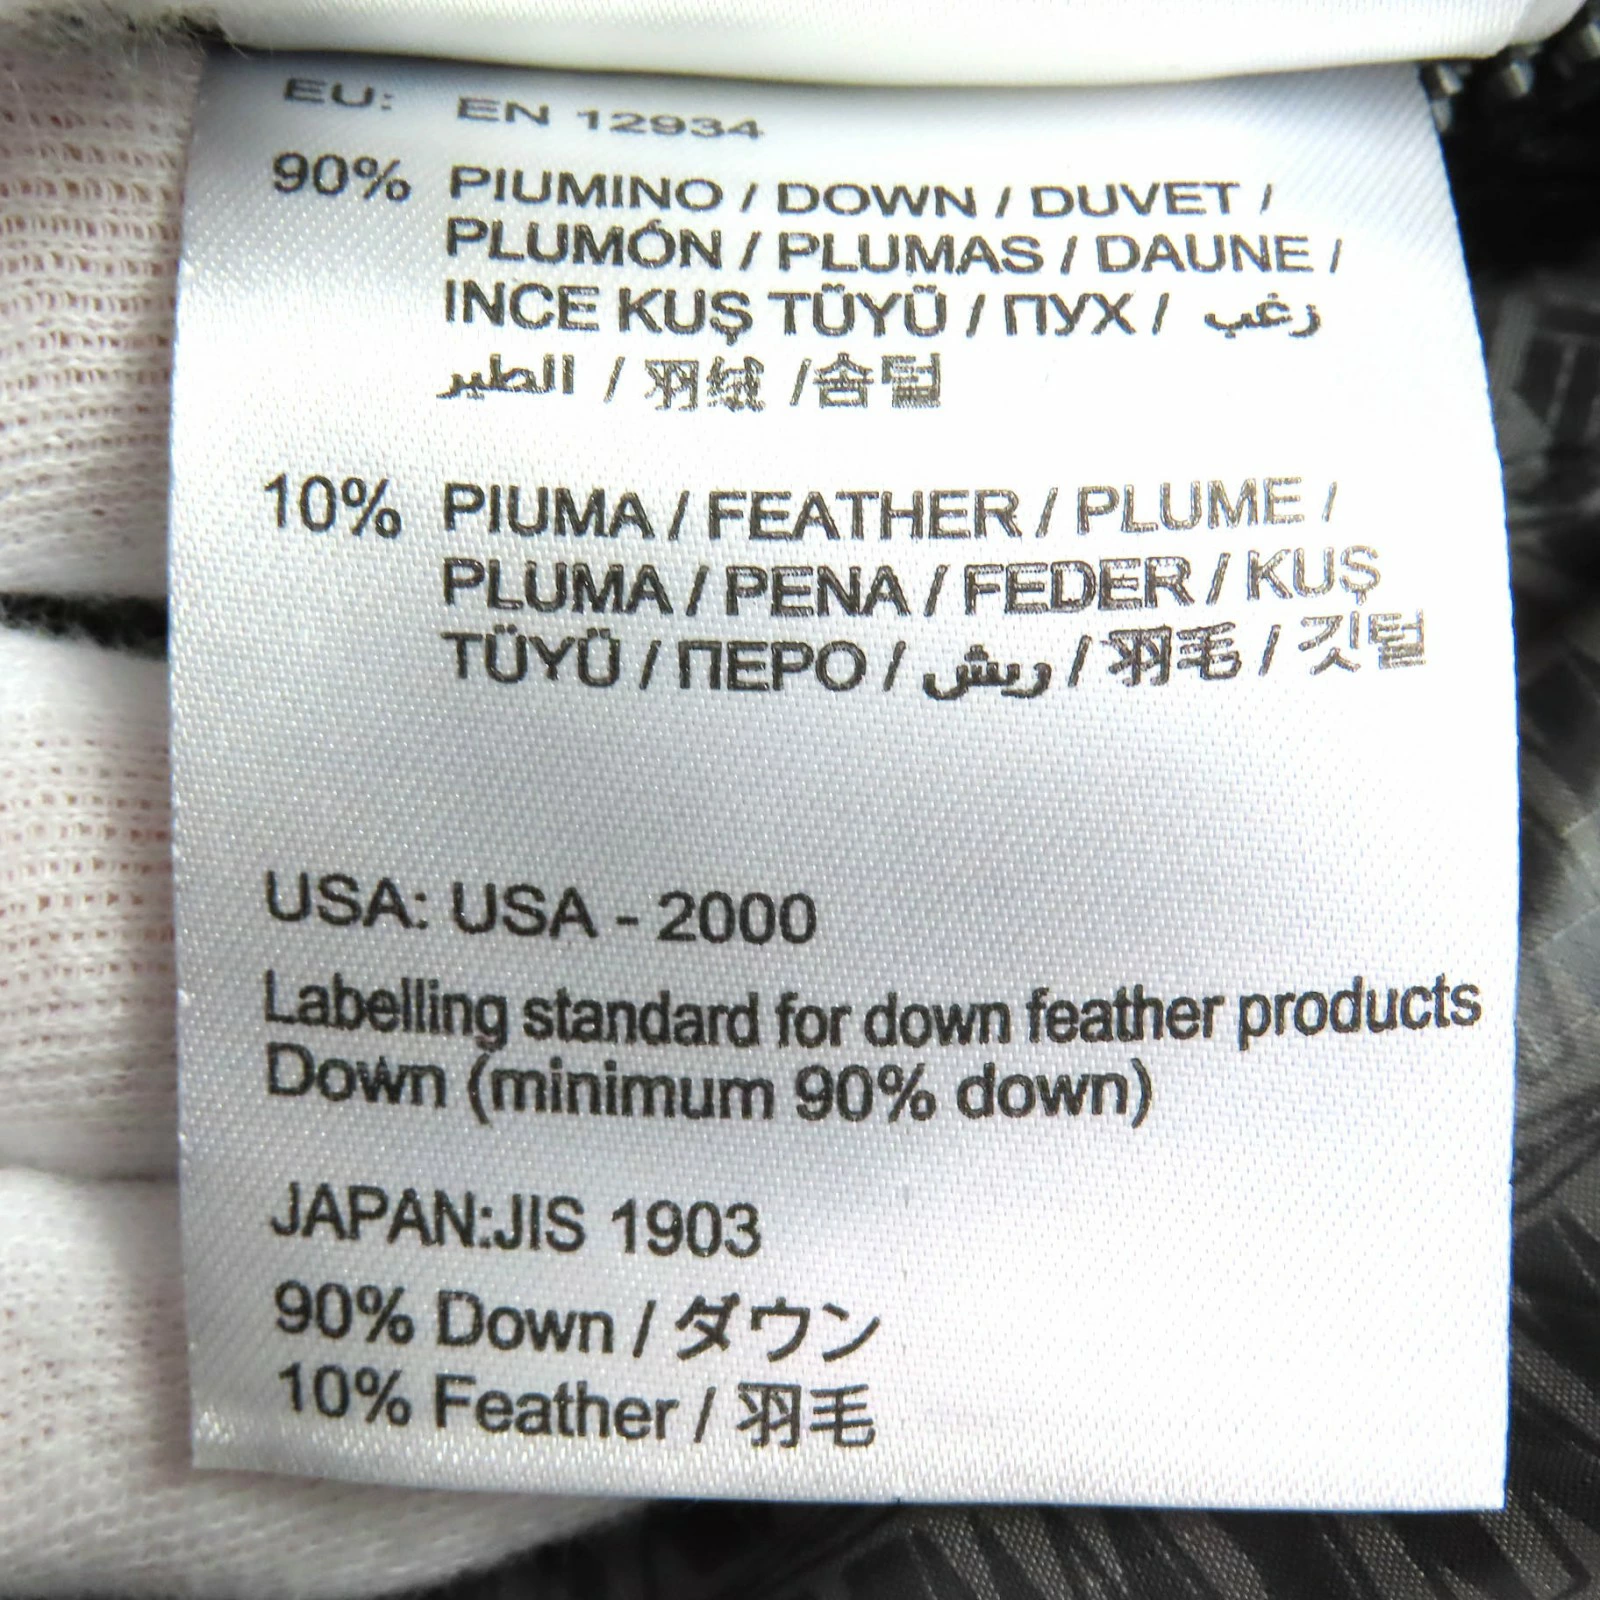 EU: EN 12934
90% PIUMINO / DOWN / DUVET /
PLUMÓN / PLUMAS / DAUNE /
INCE KUŞ TÜYÜ / ПУХ / زغب
الطير / 羽绒 /솜털
10% PIUMA / FEATHER / PLUME /
PLUMA / PENA / FEDER / KUŞ
TÜYÜ / ПЕРО / ريش / 羽毛 / 깃털
USA: USA - 2000
Labelling standard for down feather products
Down (minimum 90% down)
JAPAN:JIS 1903
90% Down / ダウン
10% Feather / 羽毛